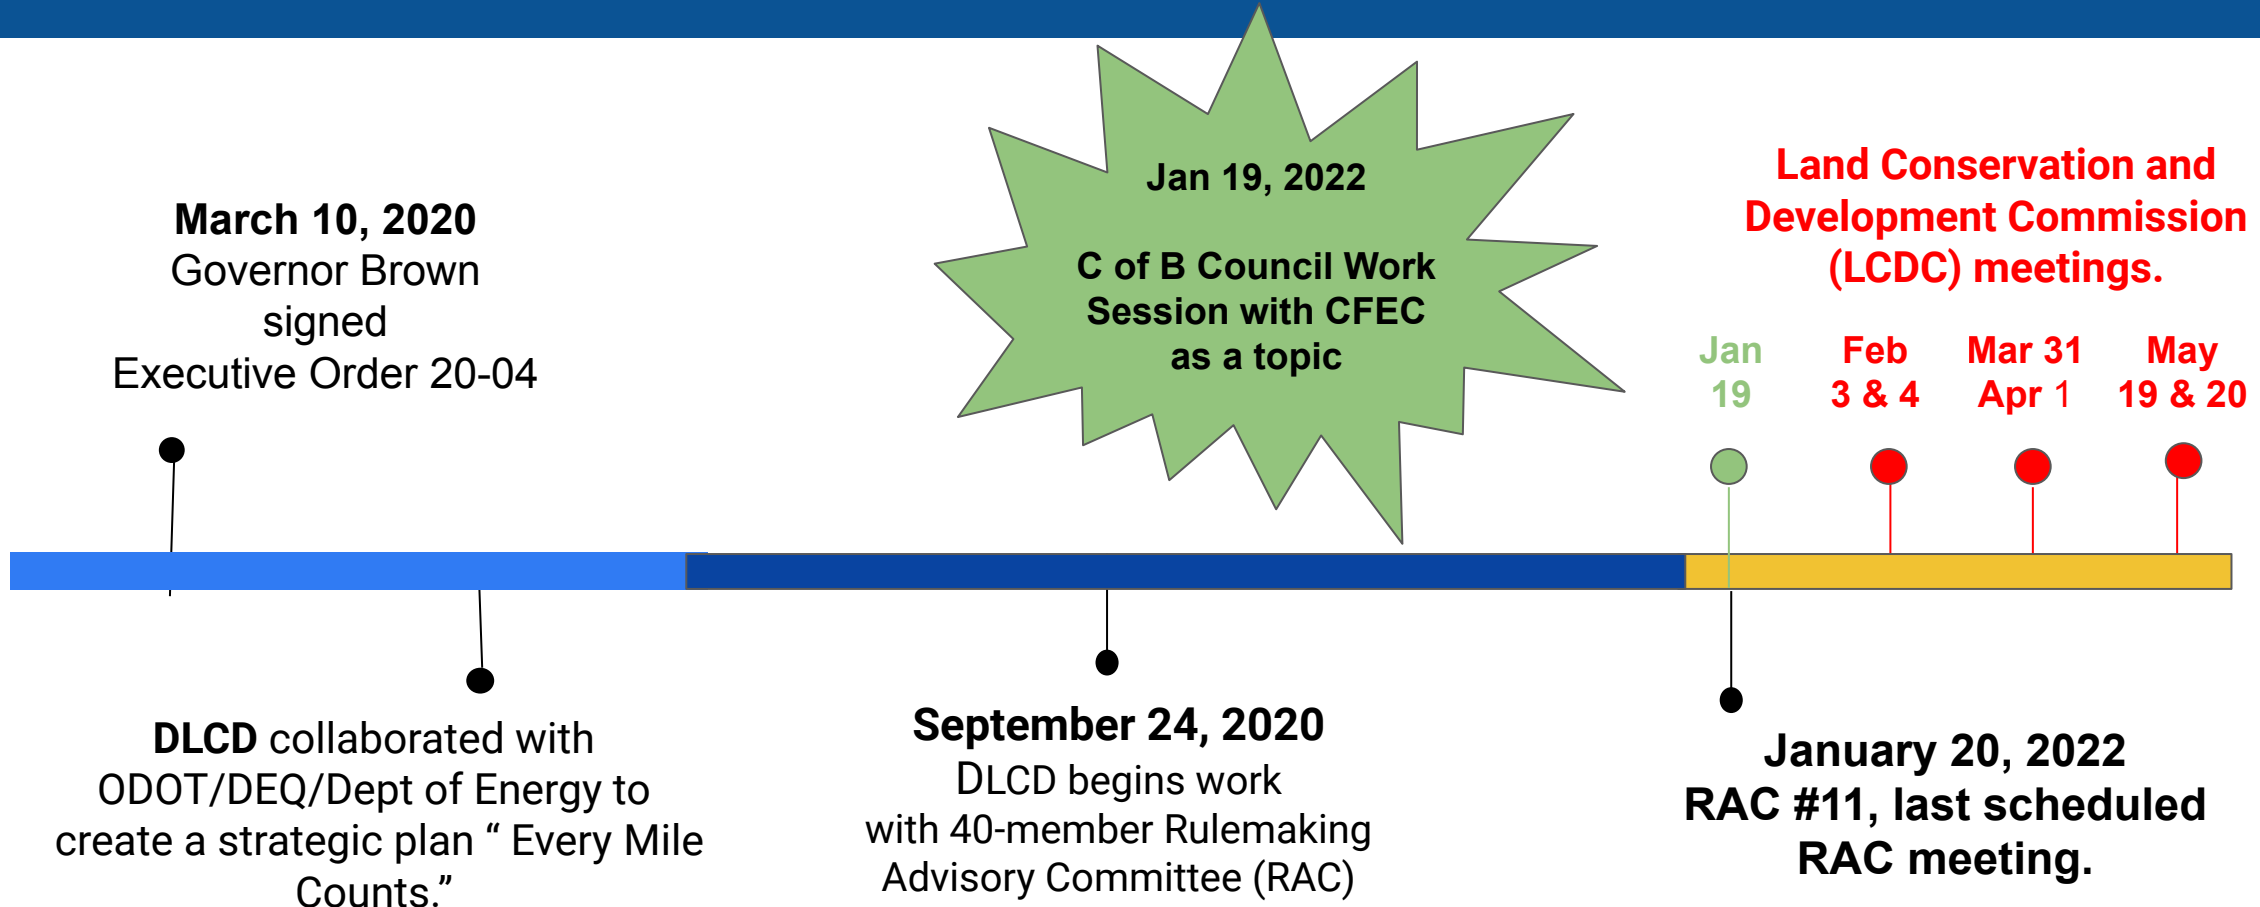 March 10, 2020
Governor Brown
signed
Executive Order 20-04
Jan 19, 2022
C of B Council Work
Session with CFEC
as a topic
Land Conservation and
Development Commission
(LCDC) meetings.
Jan
19
Feb
3 & 4
Mar 31
Apr 1
May
19 & 20
DLCD collaborated with
ODOT/DEQ/Dept of Energy to
create a strategic plan “ Every Mile
Counts.”
September 24, 2020
DLCD begins work
with 40-member Rulemaking
Advisory Committee (RAC)
January 20, 2022
RAC #11, last scheduled
RAC meeting.